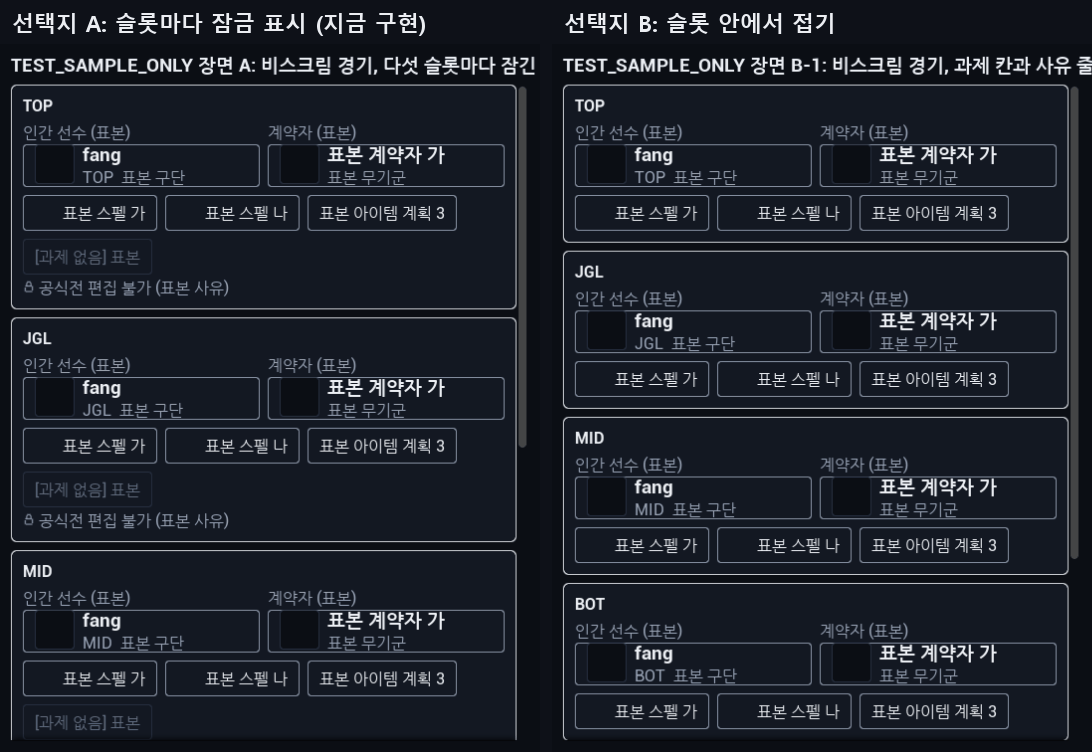 선택지 A: 슬롯마다 잠금 표시 (지금 구현)
TEST_SAMPLE_ONLY 장면 A: 비스크림 경기, 다섯 슬롯마다 잠긴
TOP
인간 선수 (표본) 계약자 (표본)
fang 표본 계약자 가
TOP 표본 구단 표본 무기군
표본 스펠 가 표본 스펠 나 표본 아이템 계획 3
[과제 없음] 표본
공식전 편집 불가 (표본 사유)
JGL
인간 선수 (표본) 계약자 (표본)
fang 표본 계약자 가
JGL 표본 구단 표본 무기군
표본 스펠 가 표본 스펠 나 표본 아이템 계획 3
[과제 없음] 표본
공식전 편집 불가 (표본 사유)
MID
인간 선수 (표본) 계약자 (표본)
fang 표본 계약자 가
MID 표본 구단 표본 무기군
표본 스펠 가 표본 스펠 나 표본 아이템 계획 3
[과제 없음] 표본
선택지 B: 슬롯 안에서 접기
TEST_SAMPLE_ONLY 장면 B-1: 비스크림 경기, 과제 칸과 사유 줄
TOP
인간 선수 (표본) 계약자 (표본)
fang 표본 계약자 가
TOP 표본 구단 표본 무기군
표본 스펠 가 표본 스펠 나 표본 아이템 계획 3
JGL
인간 선수 (표본) 계약자 (표본)
fang 표본 계약자 가
JGL 표본 구단 표본 무기군
표본 스펠 가 표본 스펠 나 표본 아이템 계획 3
MID
인간 선수 (표본) 계약자 (표본)
fang 표본 계약자 가
MID 표본 구단 표본 무기군
표본 스펠 가 표본 스펠 나 표본 아이템 계획 3
BOT
인간 선수 (표본) 계약자 (표본)
fang 표본 계약자 가
BOT 표본 구단 표본 무기군
표본 스펠 가 표본 스펠 나 표본 아이템 계획 3